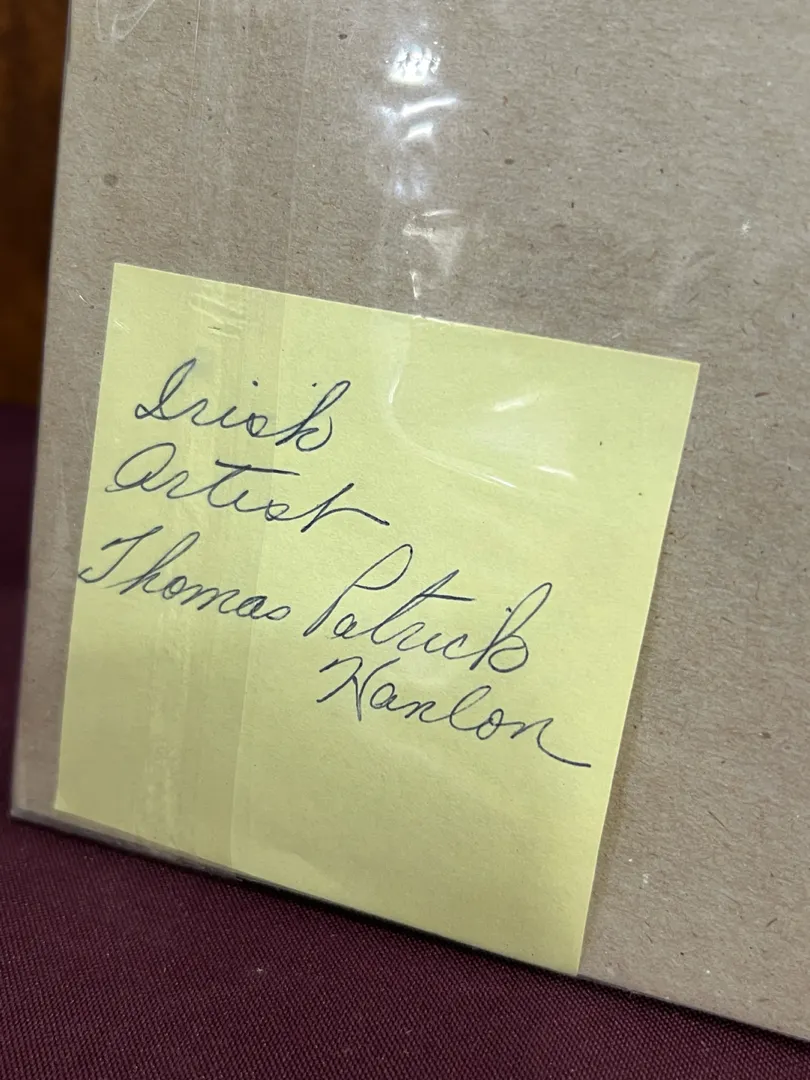 Irish
Artist
Thomas Patrick
Hanlon